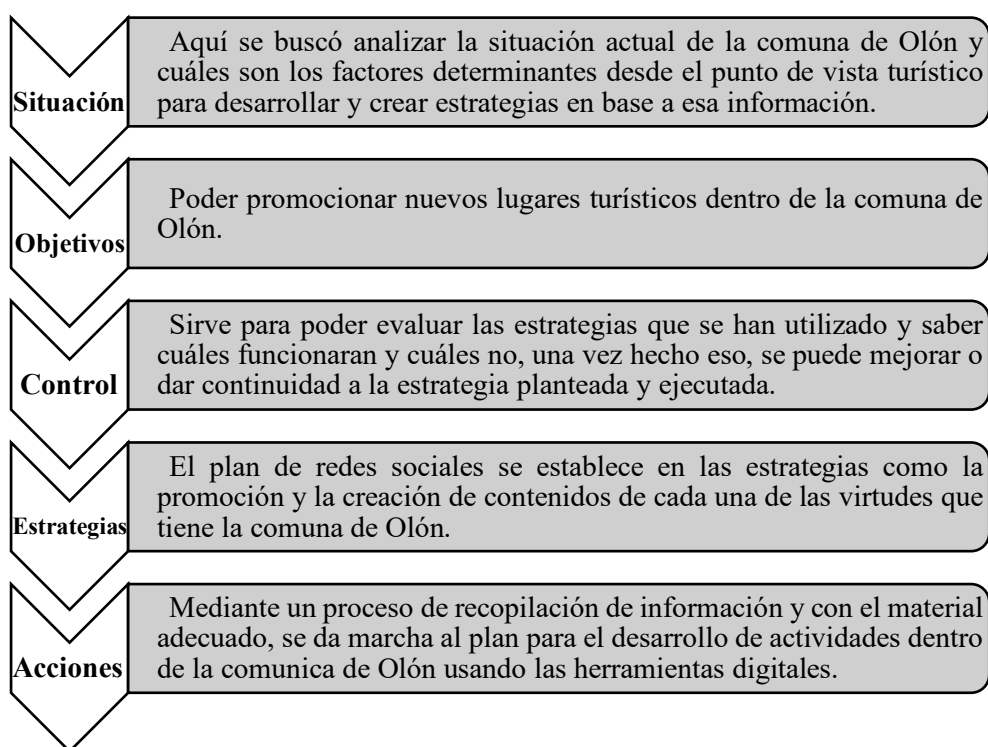 Situación
Aquí se buscó analizar la situación actual de la comuna de Olón y
cuáles son los factores determinantes desde el punto de vista turístico
para desarrollar y crear estrategias en base a esa información.
Objetivos
Poder promocionar nuevos lugares turísticos dentro de la comuna de
Olón.
Control
Sirve para poder evaluar las estrategias que se han utilizado y saber
cuáles funcionaran y cuáles no, una vez hecho eso, se puede mejorar o
dar continuidad a la estrategia planteada y ejecutada.
Estrategias
El plan de redes sociales se establece en las estrategias como la
promoción y la creación de contenidos de cada una de las virtudes que
tiene la comuna de Olón.
Acciones
Mediante un proceso de recopilación de información y con el material
adecuado, se da marcha al plan para el desarrollo de actividades dentro
de la comunica de Olón usando las herramientas digitales.